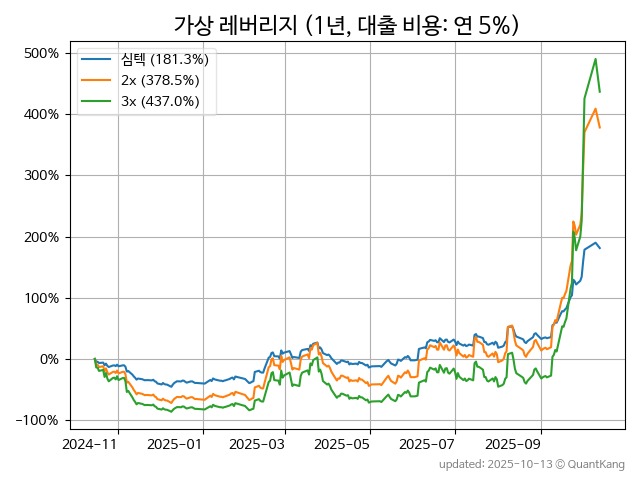 가상 레버리지 (1년, 대출 비용: 연 5%)
500%
400%
300%
200%
100%
0%
−100%
심텍 (181.3%)
2x (378.5%)
3x (437.0%)
2024-11
2025-01
2025-03
2025-05
2025-07
2025-09
updated: 2025-10-13 © QuantKang